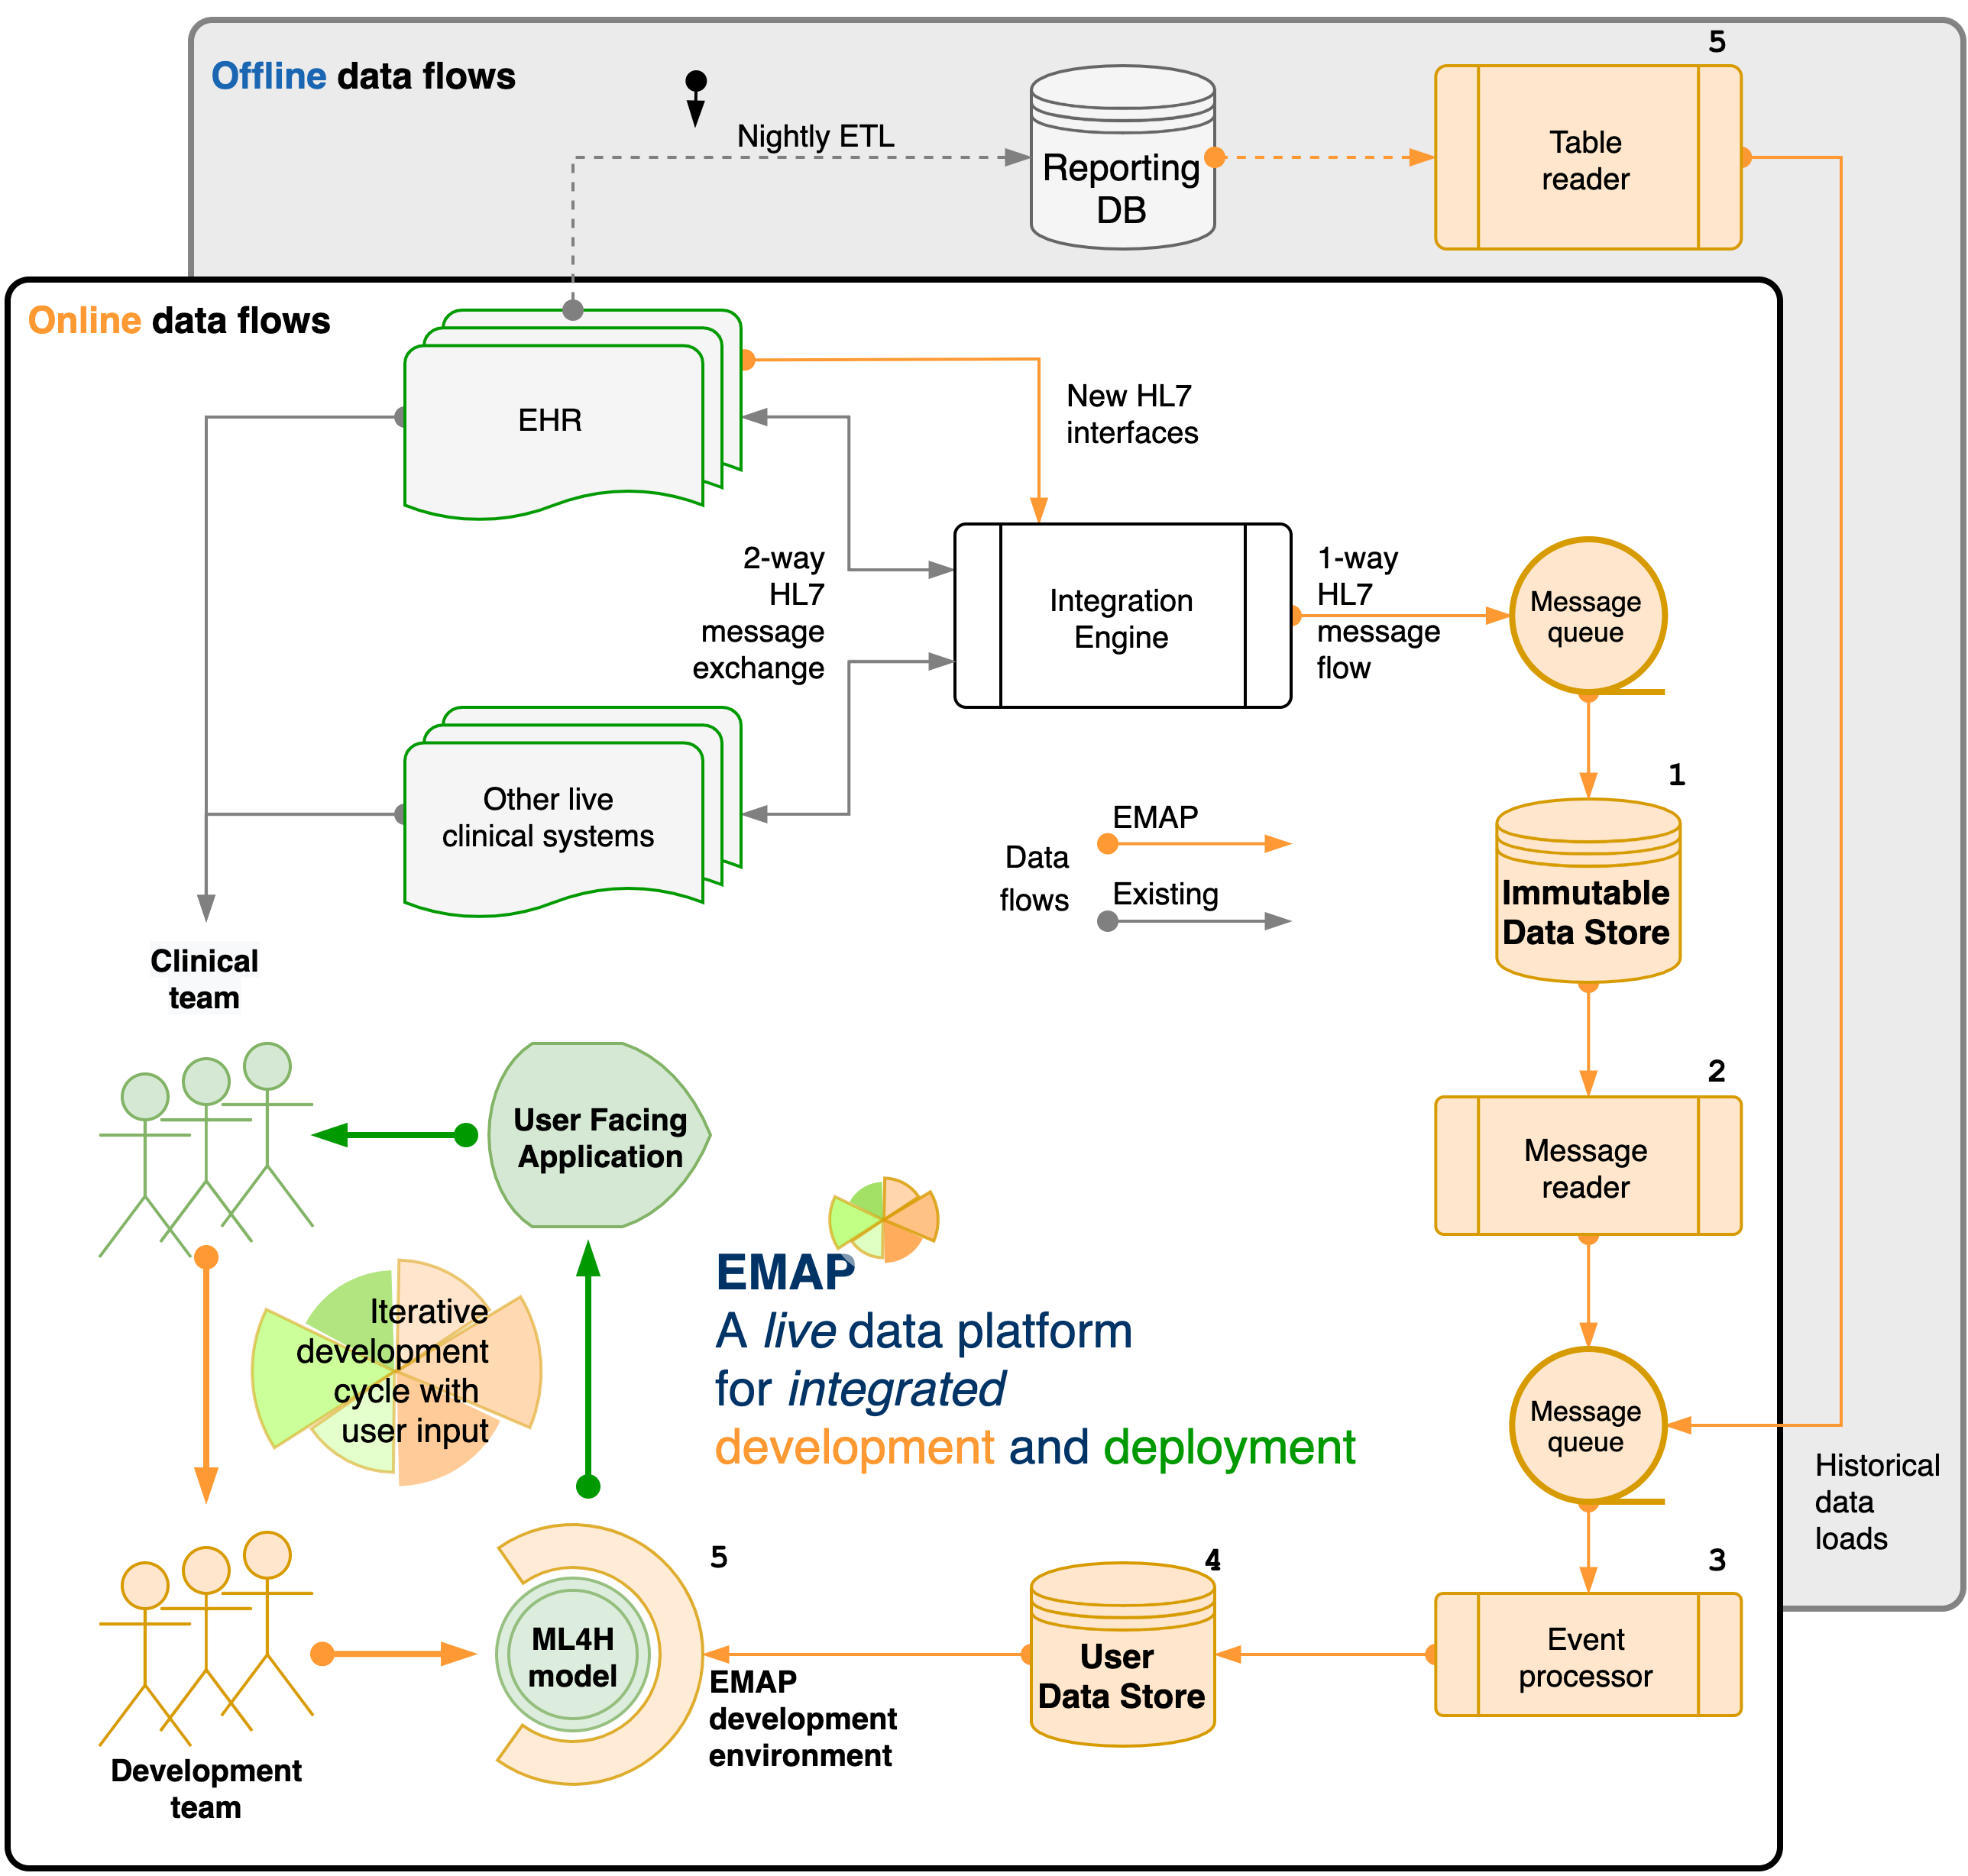 5
Offline data flows
Nightly ETL
Reporting
DB
Table
reader
Online data flows
EHR
New HL7
interfaces
2-way
HL7
message
exchange
Integration
Engine
1-way
HL7
message
flow
Message
queue
Other live
clinical systems
Data
flows
EMAP
Existing
1
Immutable
Data Store
Clinical
team
2
Message
reader
User Facing
Application
EMAP
A live data platform
for integrated
development and deployment
Iterative
development
cycle with
user input
Message
queue
Historical
data
loads
3
Event
processor
4
User
Data Store
5
EMAP
development
environment
ML4H
model
Development
team